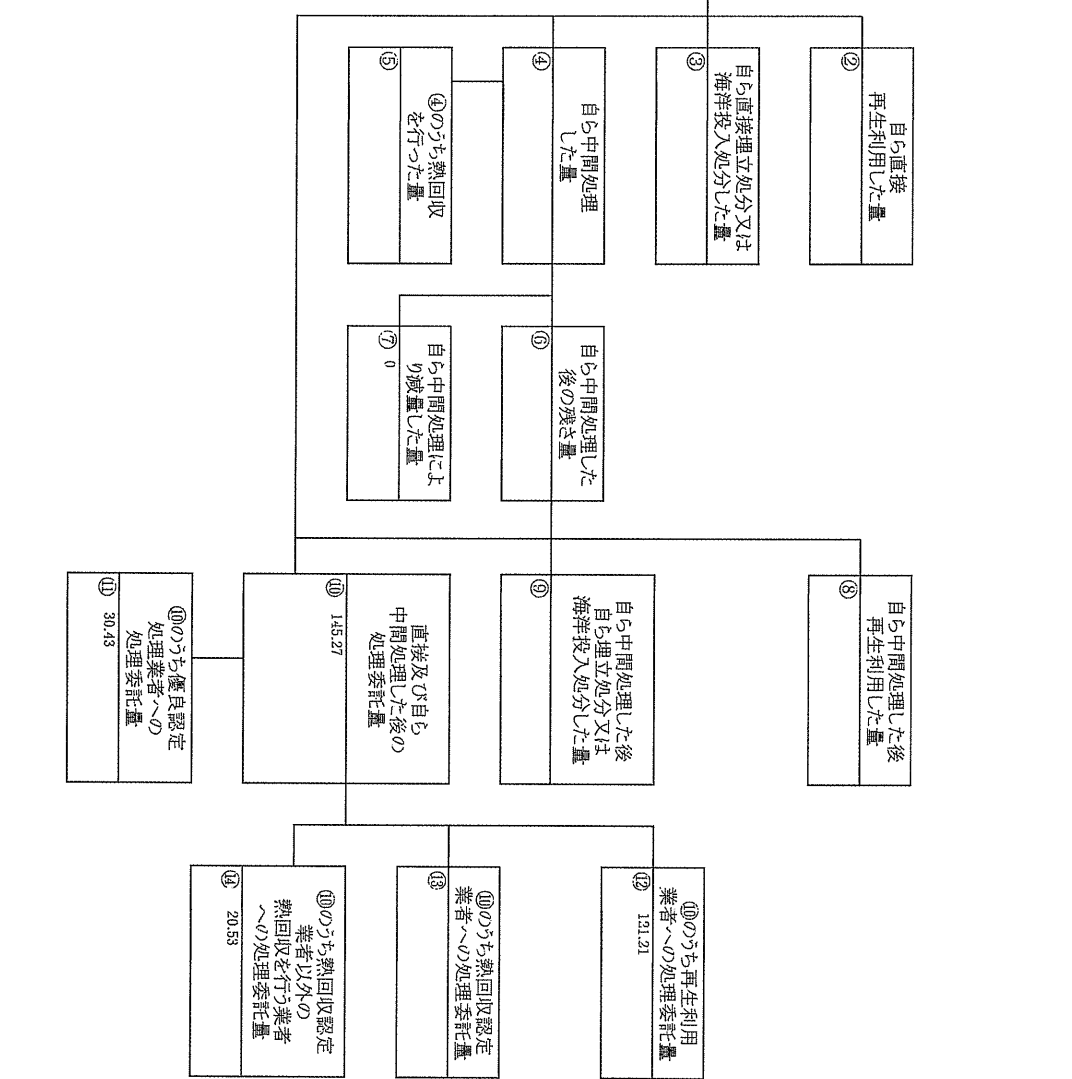 自ら直接
再生利用した量
②
自ら直接埋立処分又は
海洋投入処分した量
③
自ら中間処理
した量
④
④のうち熱回収
を行った量
⑤
自ら中間処理した
後の残さ量
⑥
自ら中間処理によ
り減量した量
⑦ 0
自ら中間処理した後
再生利用した量
⑧
自ら中間処理した後
自ら埋立処分又は
海洋投入処分した量
⑨
直接及び自ら
中間処理した後の
処理委託量
⑩ 145.27
⑩のうち優良認定
処理業者への
処理委託量
⑪ 30.43
⑩のうち再生利用
業者への処理委託量
⑫ 121.21
⑩のうち熱回収認定
業者への処理委託量
⑬
⑩のうち熱回収認定
業者以外の
熱回収を行う業者
への処理委託量
⑭ 20.53